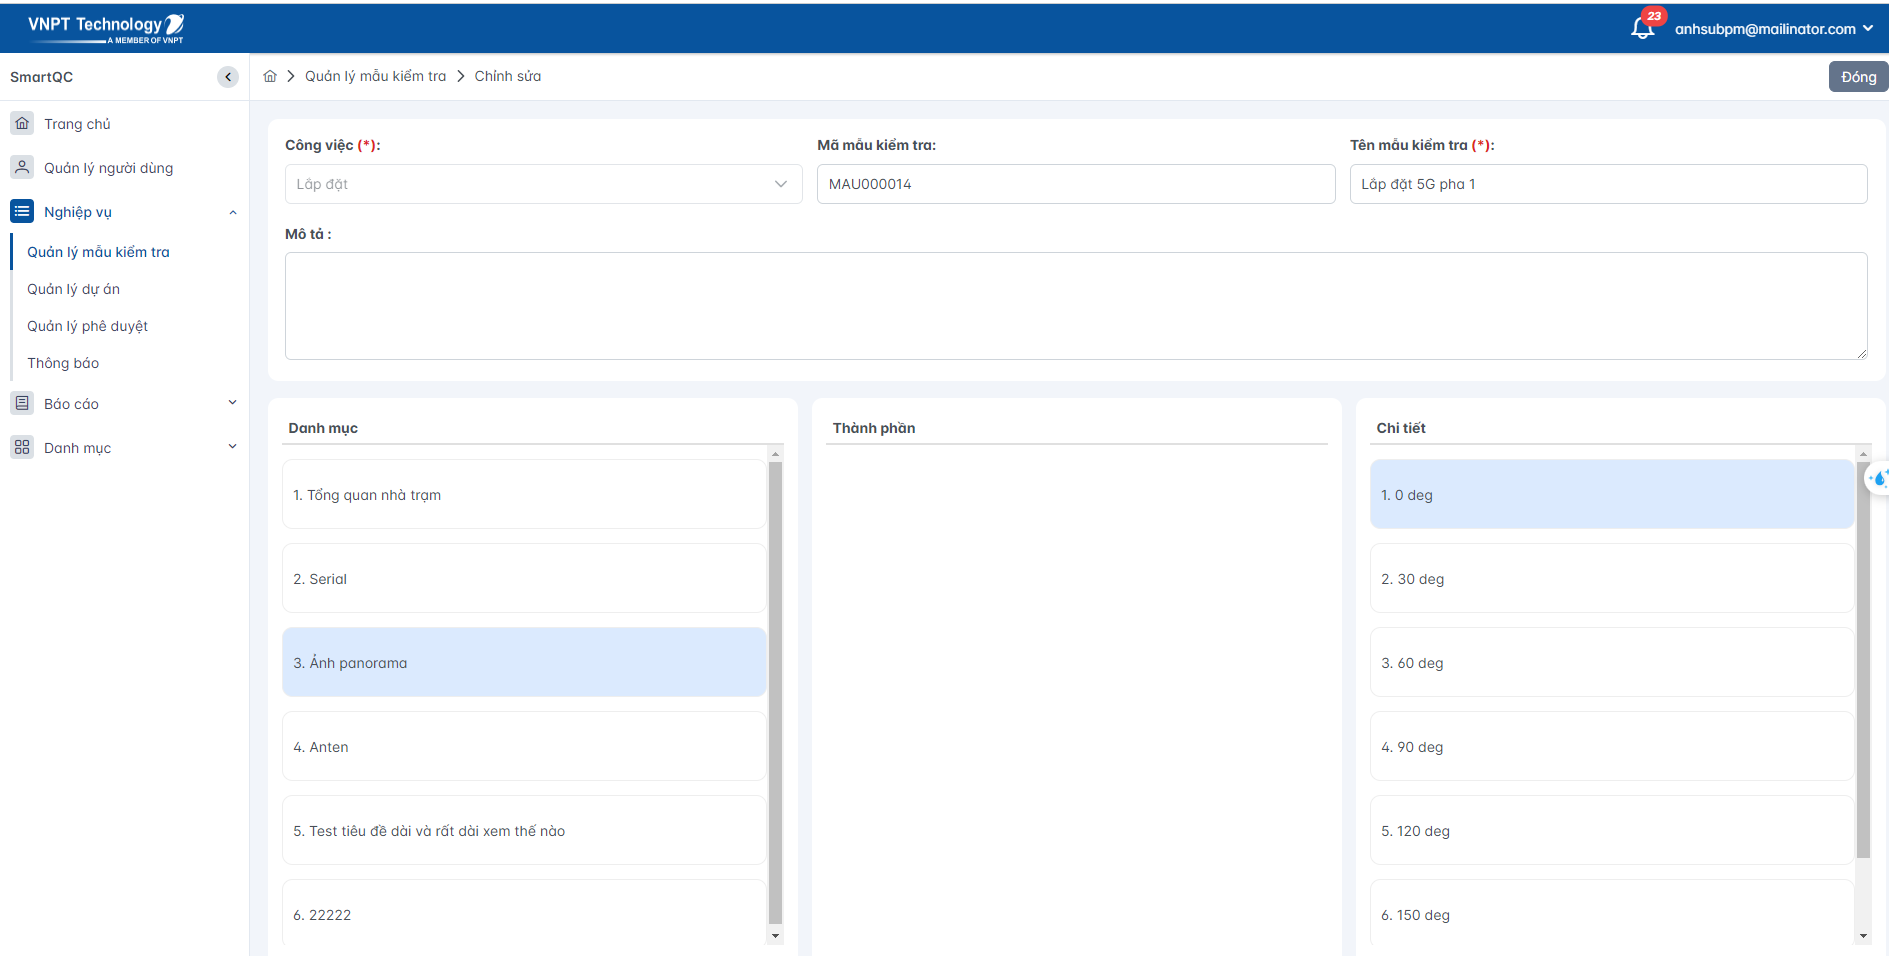 VNPT Technology
A MEMBER OF VNPT
23
anhsubpm@mailinator.com
SmartQC
Quản lý mẫu kiểm tra
Chỉnh sửa
Đóng
Trang chủ
Quản lý người dùng
Nghiệp vụ
Quản lý mẫu kiểm tra
Quản lý dự án
Quản lý phê duyệt
Thông báo
Báo cáo
Danh mục
Công việc (*):
Lắp đặt
Mã mẫu kiểm tra:
MAU000014
Tên mẫu kiểm tra (*):
Lắp đặt 5G pha 1
Mô tả :
Danh mục
1. Tổng quan nhà trạm
2. Serial
3. Ảnh panorama
4. Anten
5. Test tiêu đề dài và rất dài xem thế nào
6. 22222
Thành phần
Chi tiết
1. 0 deg
2. 30 deg
3. 60 deg
4. 90 deg
5. 120 deg
6. 150 deg